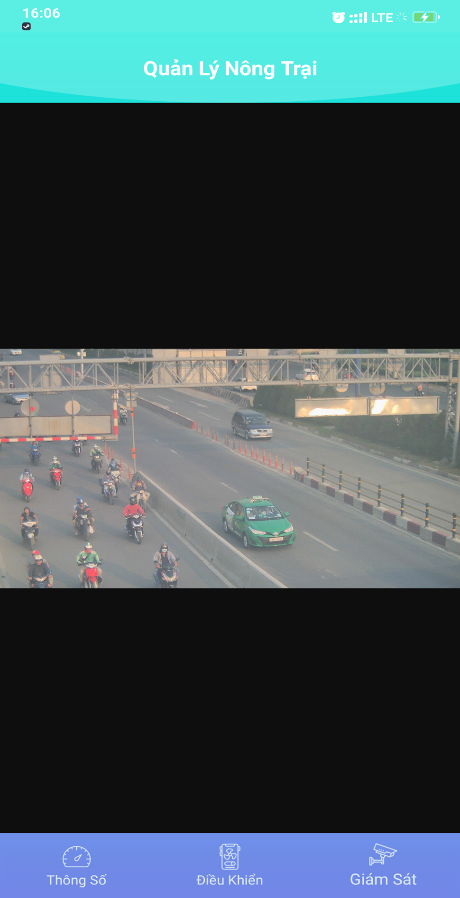 16:06
LTE
Quản Lý Nông Trại
Thông Số
Điều Khiển
Giám Sát